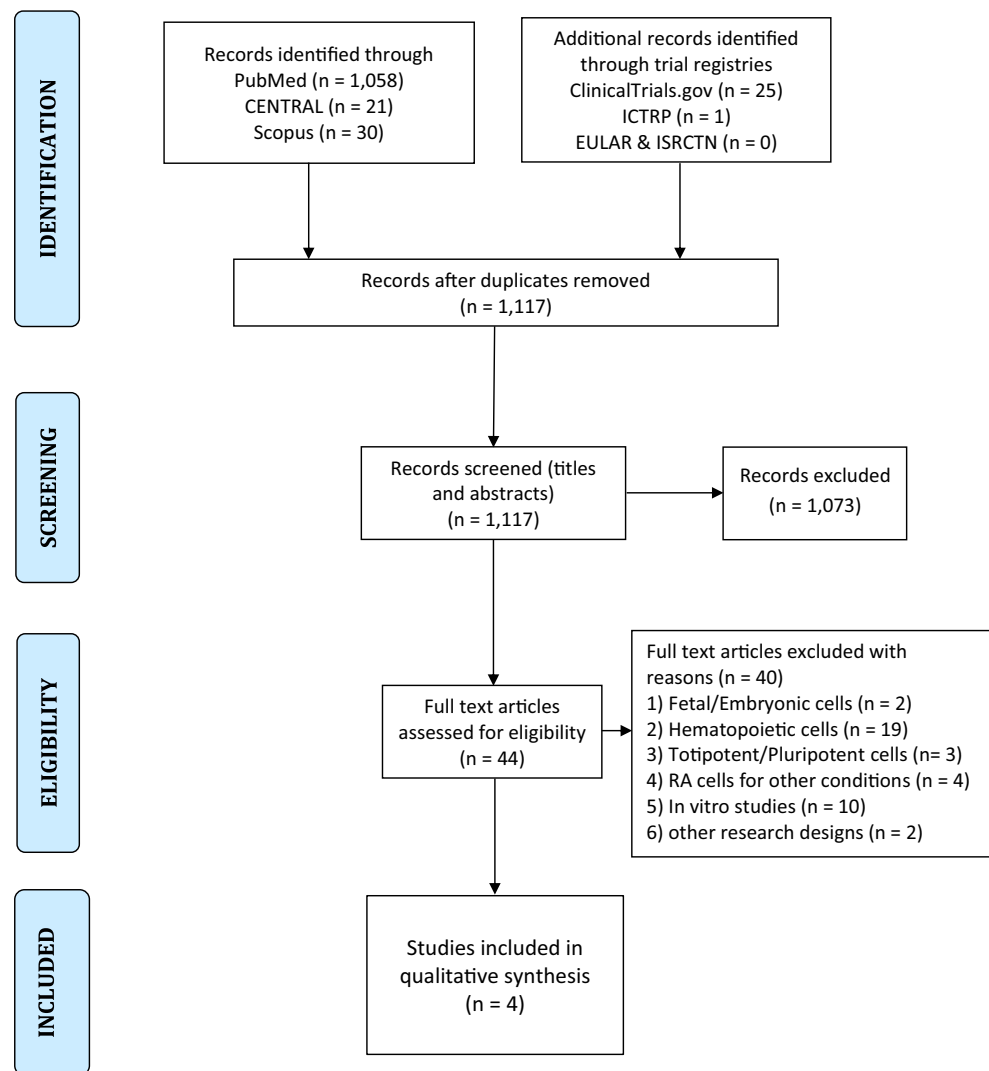 IDENTIFICATION
Records identified through
PubMed (n = 1,058)
CENTRAL (n = 21)
Scopus (n = 30)
Additional records identified
through trial registries
ClinicalTrials.gov (n = 25)
ICTRP (n = 1)
EULAR & ISRCTN (n = 0)
Records after duplicates removed
(n = 1,117)
SCREENING
Records screened (titles
and abstracts)
(n = 1,117)
Records excluded
(n = 1,073)
ELIGIBILITY
Full text articles
assessed for eligibility
(n = 44)
Full text articles excluded with
reasons (n = 40)
1) Fetal/Embryonic cells (n = 2)
2) Hematopoietic cells (n = 19)
3) Totipotent/Pluripotent cells (n= 3)
4) RA cells for other conditions (n = 4)
5) In vitro studies (n = 10)
6) other research designs (n = 2)
INCLUDED
Studies included in
qualitative synthesis
(n = 4)